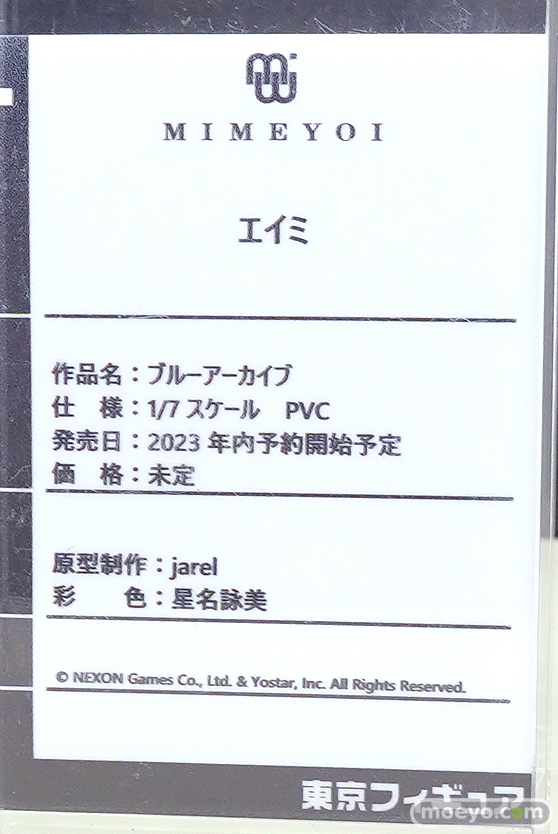 MIMEYOI
エイミ
作品名：ブルーアーカイブ
仕　様：1/7 スケール　PVC
発売日：2023 年内予約開始予定
価　格：未定
原型制作：jarel
彩　　色：星名詠美
© NEXON Games Co., Ltd. & Yostar, Inc. All Rights Reserved.
東京フィギュア
moeyo.com